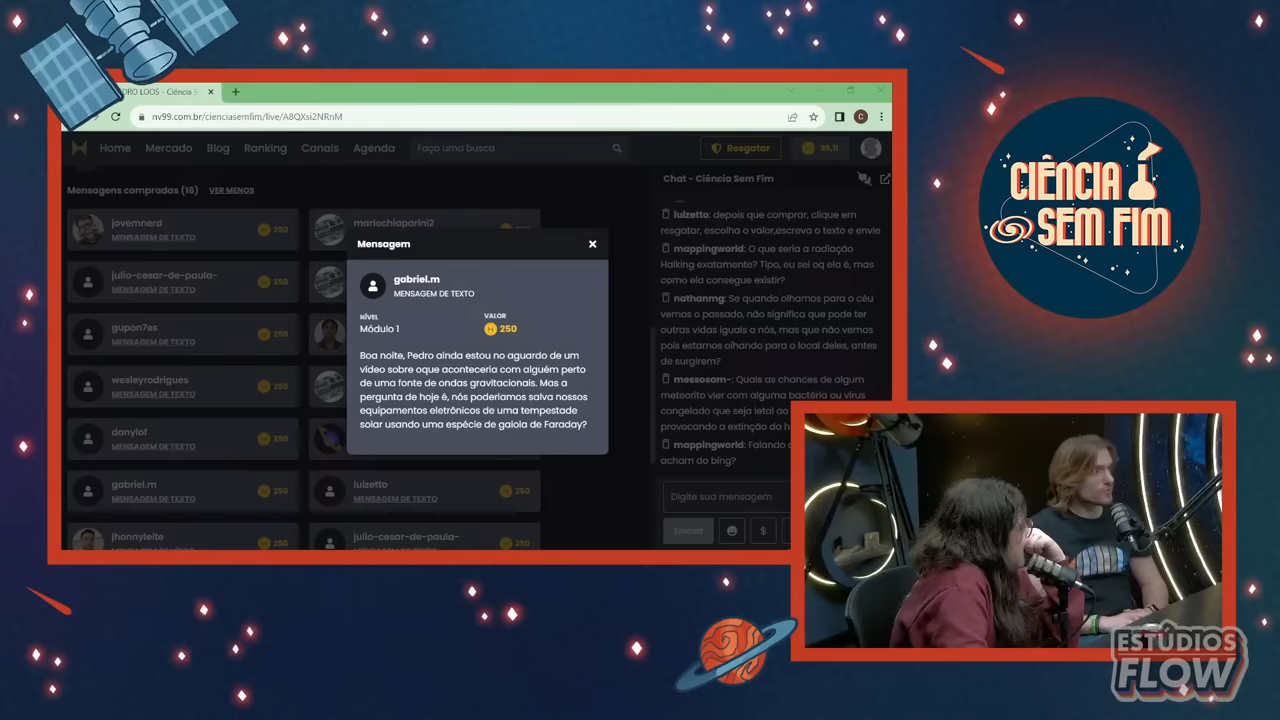 DRO LOOS - Ciência S
nv99.com.br/cienciasemfim/live/A8QXsi2NRnM
Home Mercado Blog Ranking Canais Agenda Faça uma busca Resgatar 95,11
Mensagens compradas (16) VER MENOS
jovemnerd
MENSAGEM DE TEXTO
250
mariochiaparini2
julio-cesar-de-paula-
MENSAGEM DE TEXTO
250
gupon7es
MENSAGEM DE TEXTO
250
wesleyrodrigues
MENSAGEM DE TEXTO
250
danylof
MENSAGEM DE TEXTO
250
gabriel.m
MENSAGEM DE TEXTO
250
luizetto
MENSAGEM DE TEXTO
250
jhonnyleite
250
julio-cesar-de-paula-
250
Mensagem
gabriel.m
MENSAGEM DE TEXTO
NÍVEL VALOR
Módulo 1 250
Boa noite, Pedro ainda estou no aguardo de um
video sobre oque aconteceria com alguém perto
de uma fonte de ondas gravitacionais. Mas a
pergunta de hoje é, nós poderiamos salva nossos
equipamentos eletrônicos de uma tempestade
solar usando uma espécie de gaiola de Faraday?
Chat - Ciência Sem Fim
luizetto: depois que comprar, clique em
resgatar, escolha o valor,escreva o texto e envie
mappingworld: O que seria a radiação
Halking exatamente? Tipo, eu sei oq ela é, mas
como ela consegue existir?
nathanmg: Se quando olhamos para o céu
vemos o passado, não significa que pode ter
outras vidas iguais a nós, mas que não vemos
pois estamos olhando para o local deles, antes
de surgirem?
messosam-: Quais as chances de algum
meteorito vier com alguma bactéria ou vírus
congelado que seja letal ao
provocando a extinção da h
mappingworld: Falando
acham do bing?
Digite sua mensagem
Enviar
CIÊNCIA
SEM FIM
ESTÚDIOS
FLOW